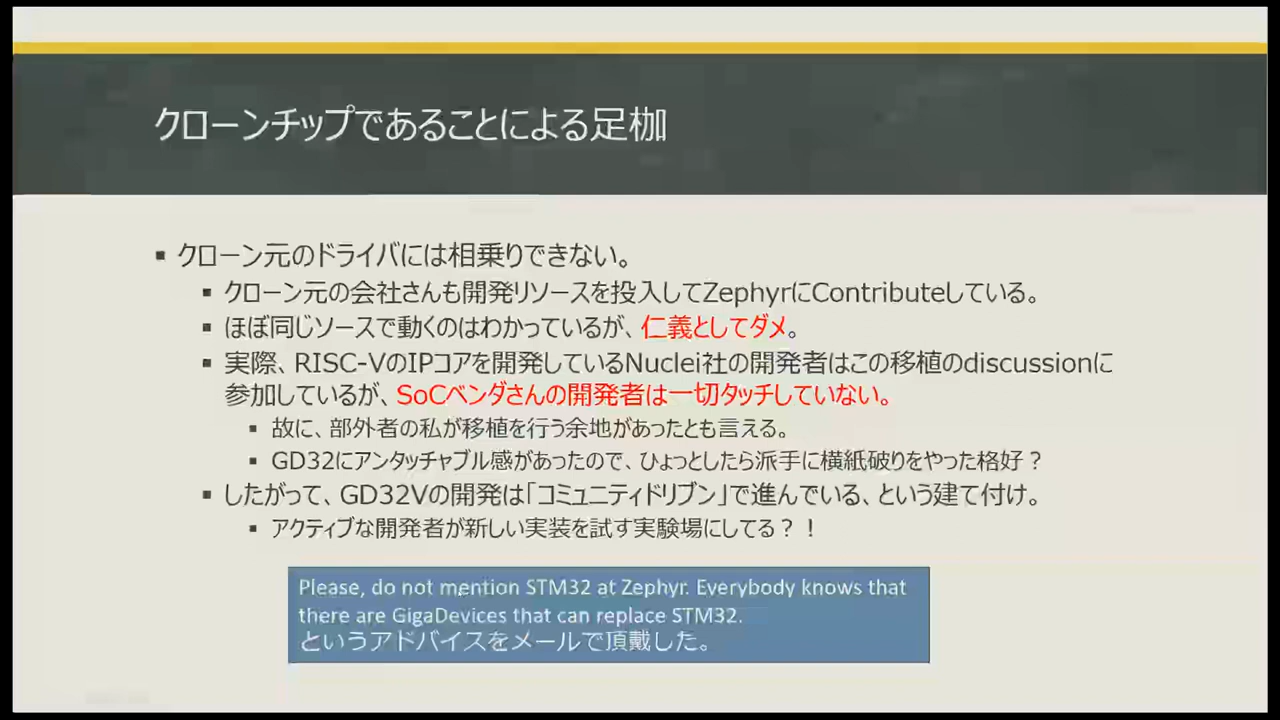 クローンチップであることによる足枷
▪ クローン元のドライバには相乗りできない。
▪ クローン元の会社さんも開発リソースを投入してZephyrにContributeしている。
▪ ほぼ同じソースで動くのはわかっているが、仁義としてダメ。
▪ 実際、RISC-VのIPコアを開発しているNuclei社の開発者はこの移植のdiscussionに
参加しているが、SoCベンダさんの開発者は一切タッチしていない。
▪ 故に、部外者の私が移植を行う余地があったとも言える。
▪ GD32にアンタッチャブル感があったので、ひょっとしたら派手に横紙破りをやった格好？
▪ したがって、GD32Vの開発は「コミュニティドリブン」で進んでいる、という建て付け。
▪ アクティブな開発者が新しい実装を試す実験場にしてる？！
Please, do not mention STM32 at Zephyr. Everybody knows that
there are GigaDevices that can replace STM32.
というアドバイスをメールで頂戴した。